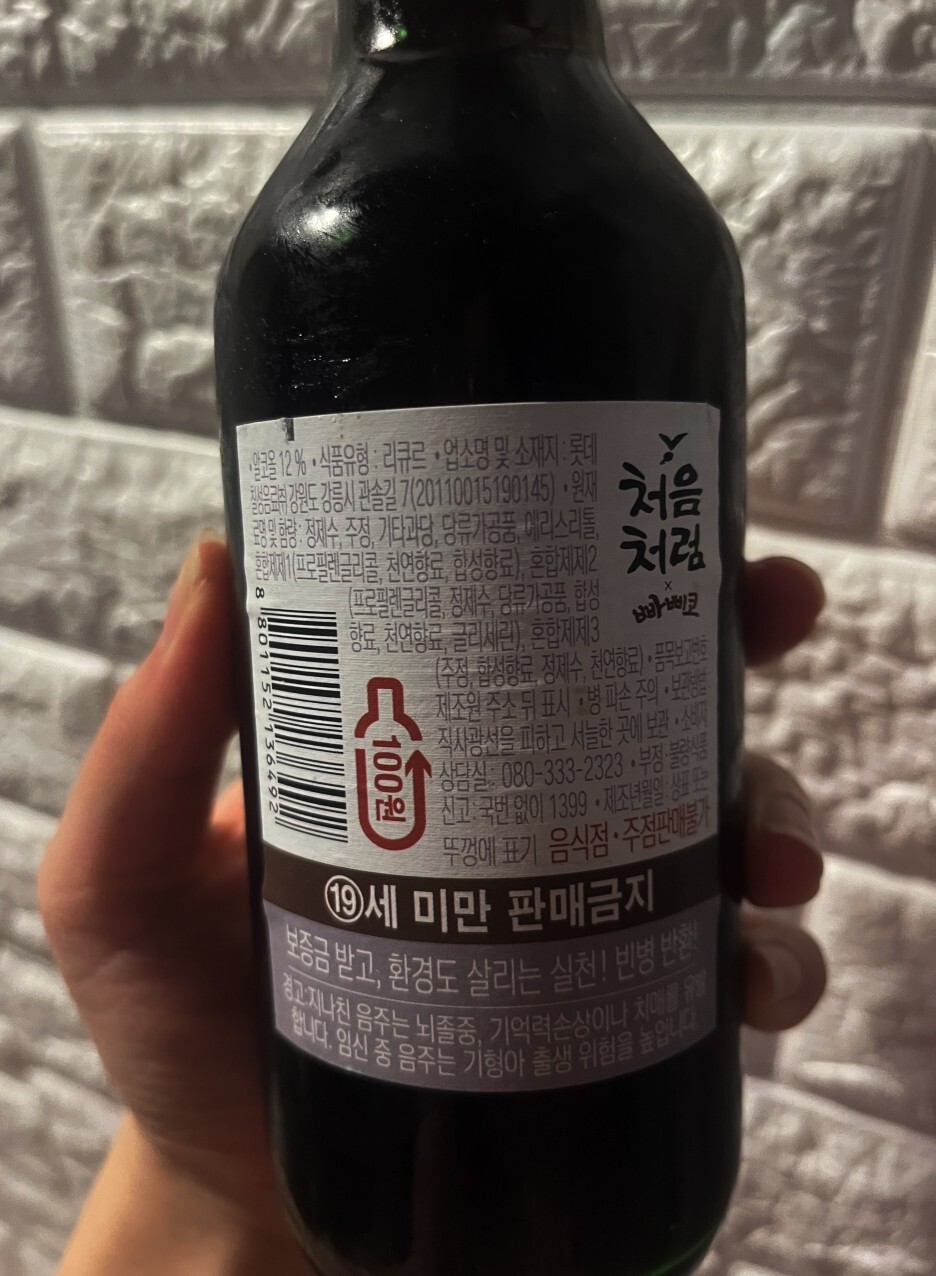 •알코올 12% •식품유형 : 리큐르 •업소명 및 소재지 : 롯데
칠성음료㈜ 강원도 강릉시 관솔길 7(20110015190145) •원재
료명 및 함량 : 정제수, 주정, 기타과당, 당류가공품, 에리스리톨,
혼합제제1(프로필렌글리콜, 천연향료, 합성향료), 혼합제제2
(프로필렌글리콜, 정제수, 당류가공품, 합성
향료, 천연향료, 글리세린), 혼합제제3
(주정, 합성향료, 정제수, 천연향료) •품목보고번호 :
제조원 주소 뒤 표시 •병 파손 주의 •보관방법 :
직사광선을 피하고 서늘한 곳에 보관 •소비자
상담실 : 080-333-2323 •부정·불량식품
신고 : 국번 없이 1399 •제조년월일 : 상표 또는
뚜껑에 표기 음식점·주점판매불가
처음
처럼
×
빠삐코
8 801152 136492
100원
19세 미만 판매금지
보증금 받고, 환경도 살리는 실천! 빈병 반환!
경고 : 지나친 음주는 뇌졸중, 기억력손상이나 치매를 유발
합니다. 임신 중 음주는 기형아 출생 위험을 높입니다.